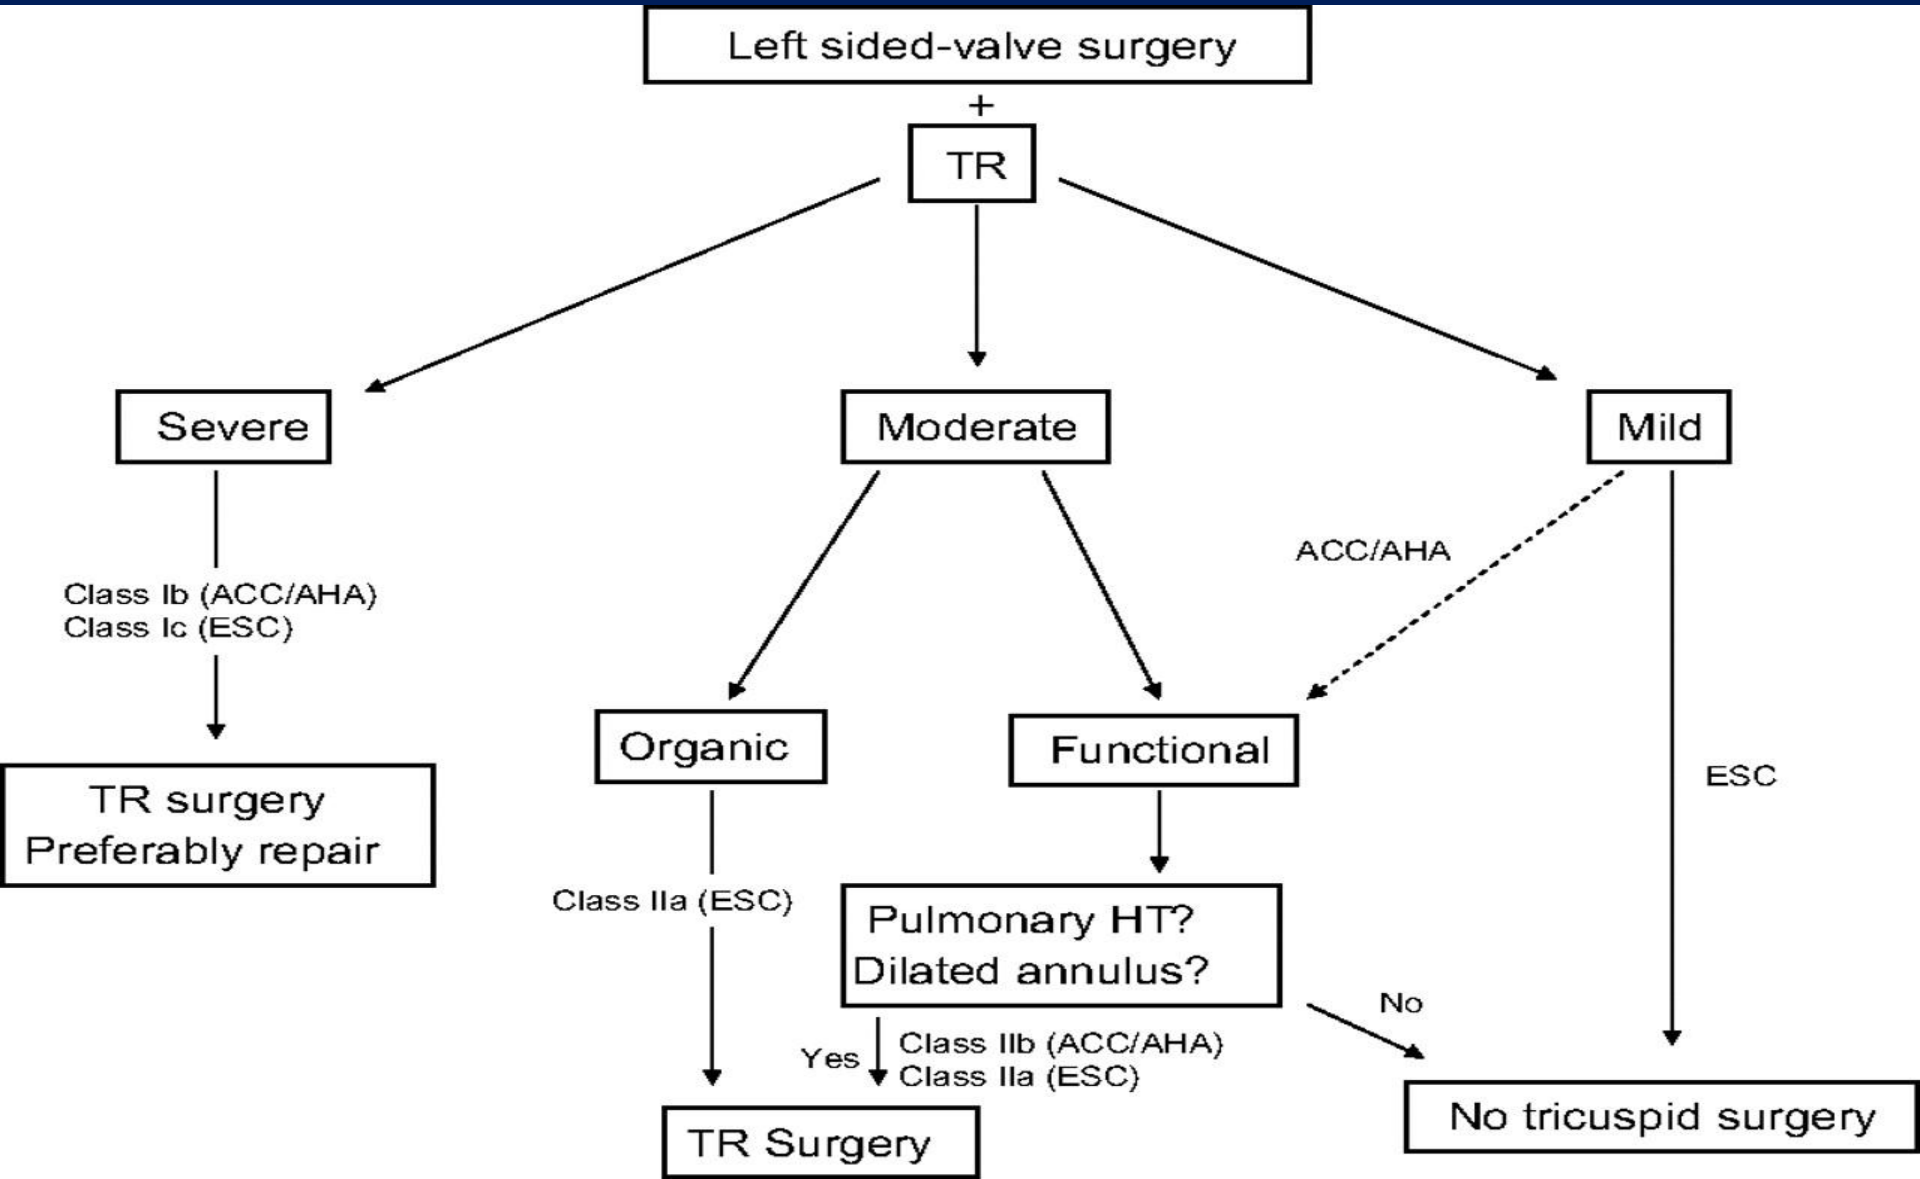 Left sided-valve surgery
+
TR
Severe
Moderate
Mild
ACC/AHA
Class Ib (ACC/AHA)
Class Ic (ESC)
Organic
Functional
ESC
TR surgery
Preferably repair
Class IIa (ESC)
Pulmonary HT?
Dilated annulus?
No
Yes
Class IIb (ACC/AHA)
Class IIa (ESC)
TR Surgery
No tricuspid surgery